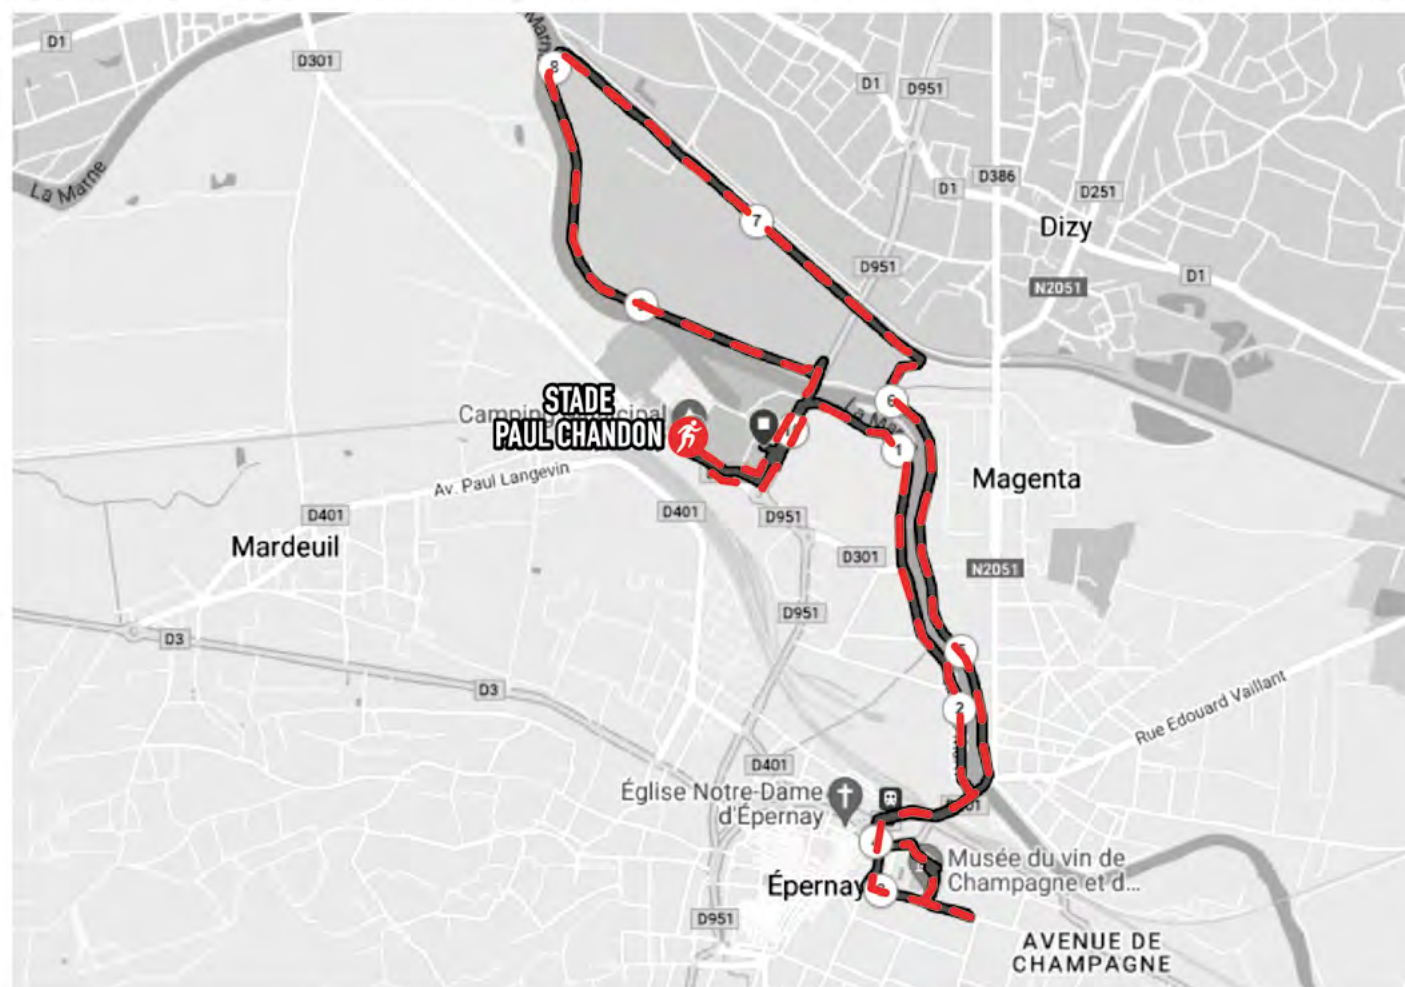 D1
D301
La Marne
8
D1
D951
D386
D1
D251
Dizy
7
D951
D1
N2051
STADE
PAUL CHANDON
Camping
6
La Mar
1
Magenta
Av. Paul Langevin
D401
D401
D951
D301
N2051
Mardeuil
D951
D3
D3
2
Rue Edouard Vaillant
D401
Église Notre-Dame
d'Épernay
Musée du vin de
Champagne et d...
Épernay
D951
AVENUE DE
CHAMPAGNE